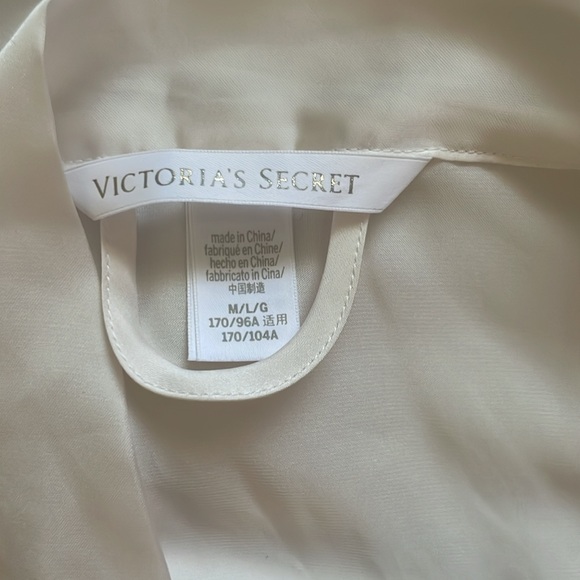 VICTORIA'S SECRET
made in China/
fabriqué en Chine/
hecho en China/
fabbricato in Cina/
中国制造
M/L/G
170/96A 适用
170/104A